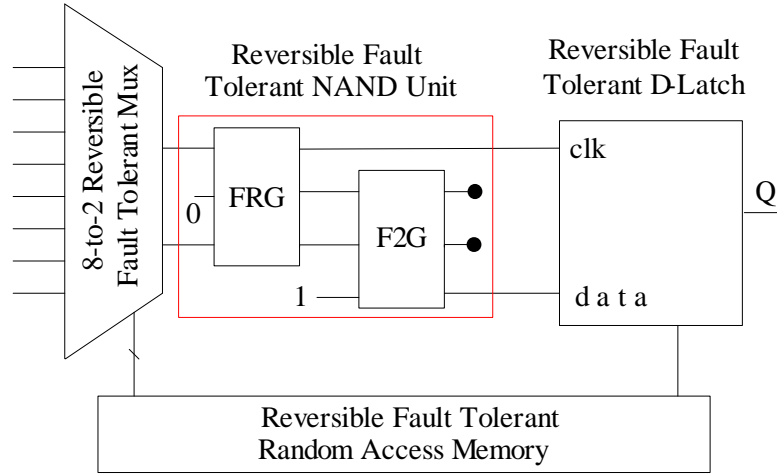 Reversible Fault
Tolerant NAND Unit
Reversible Fault
Tolerant D-Latch
8-to-2 Reversible
Fault Tolerant Mux
FRG
0
F2G
1
clk
Q
data
Reversible Fault Tolerant
Random Access Memory